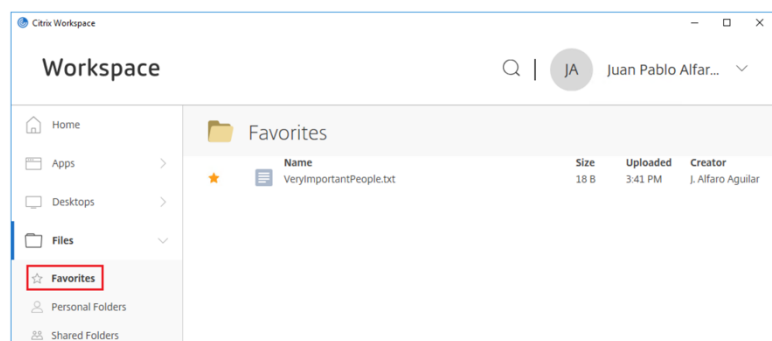 Citrix Workspace
Workspace
JA
Juan Pablo Alfar...
Home
Apps
Desktops
Files
Favorites
Personal Folders
Shared Folders
Favorites
Name Size Uploaded Creator
VeryImportantPeople.txt 18 B 3:41 PM J. Alfaro Aguilar